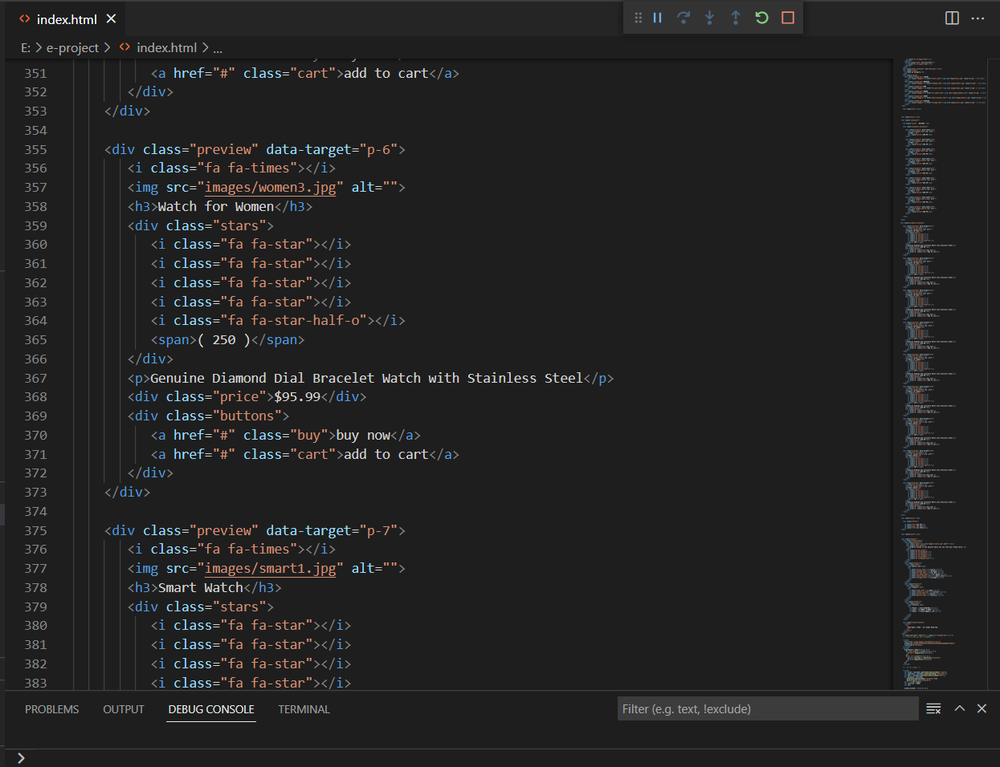 index.html
E: > e-project > index.html > ...
351 <a href="#" class="cart">add to cart</a>
352 </div>
353 </div>
354
355 <div class="preview" data-target="p-6">
356 <i class="fa fa-times"></i>
357 <img src="images/women3.jpg" alt="">
358 <h3>Watch for Women</h3>
359 <div class="stars">
360 <i class="fa fa-star"></i>
361 <i class="fa fa-star"></i>
362 <i class="fa fa-star"></i>
363 <i class="fa fa-star"></i>
364 <i class="fa fa-star-half-o"></i>
365 <span>( 250 )</span>
366 </div>
367 <p>Genuine Diamond Dial Bracelet Watch with Stainless Steel</p>
368 <div class="price">$95.99</div>
369 <div class="buttons">
370 <a href="#" class="buy">buy now</a>
371 <a href="#" class="cart">add to cart</a>
372 </div>
373 </div>
374
375 <div class="preview" data-target="p-7">
376 <i class="fa fa-times"></i>
377 <img src="images/smart1.jpg" alt="">
378 <h3>Smart Watch</h3>
379 <div class="stars">
380 <i class="fa fa-star"></i>
381 <i class="fa fa-star"></i>
382 <i class="fa fa-star"></i>
383 <i class="fa fa-star"></i>
PROBLEMS OUTPUT DEBUG CONSOLE TERMINAL Filter (e.g. text, !exclude)